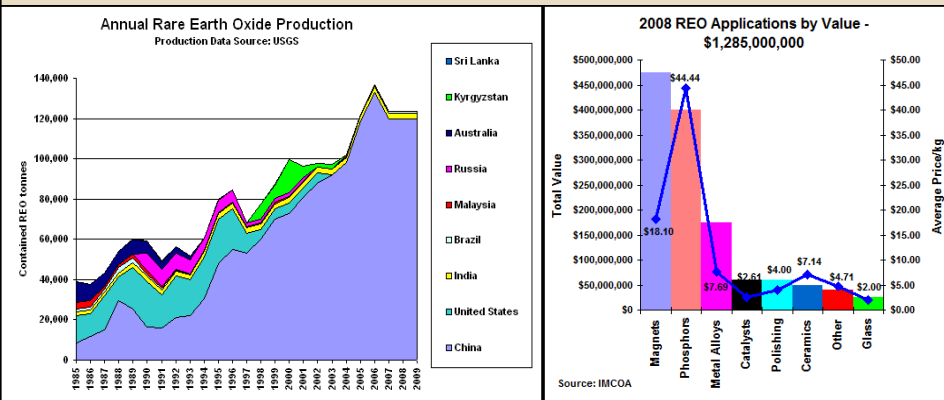 Annual Rare Earth Oxide Production
Production Data Source: USGS
Contained REO tonnes
140,000
120,000
100,000
80,000
60,000
40,000
20,000
0
1985
1986
1987
1988
1989
1990
1991
1992
1993
1994
1995
1996
1997
1998
1999
2000
2001
2002
2003
2004
2005
2006
2007
2008
2009
Sri Lanka
Kyrgyzstan
Australia
Russia
Malaysia
Brazil
India
United States
China
2008 REO Applications by Value -
$1,285,000,000
Total Value
$500,000,000
$450,000,000
$400,000,000
$350,000,000
$300,000,000
$250,000,000
$200,000,000
$150,000,000
$100,000,000
$50,000,000
$0
$18.10
$44.44
$7.69
$2.61
$4.00
$7.14
$4.71
$2.00
$50.00
$45.00
$40.00
$35.00
$30.00
$25.00
$20.00
$15.00
$10.00
$5.00
$0.00
Average Price/kg
Magnets
Phosphors
Metal Alloys
Catalysts
Polishing
Ceramics
Other
Glass
Source: IMCOA